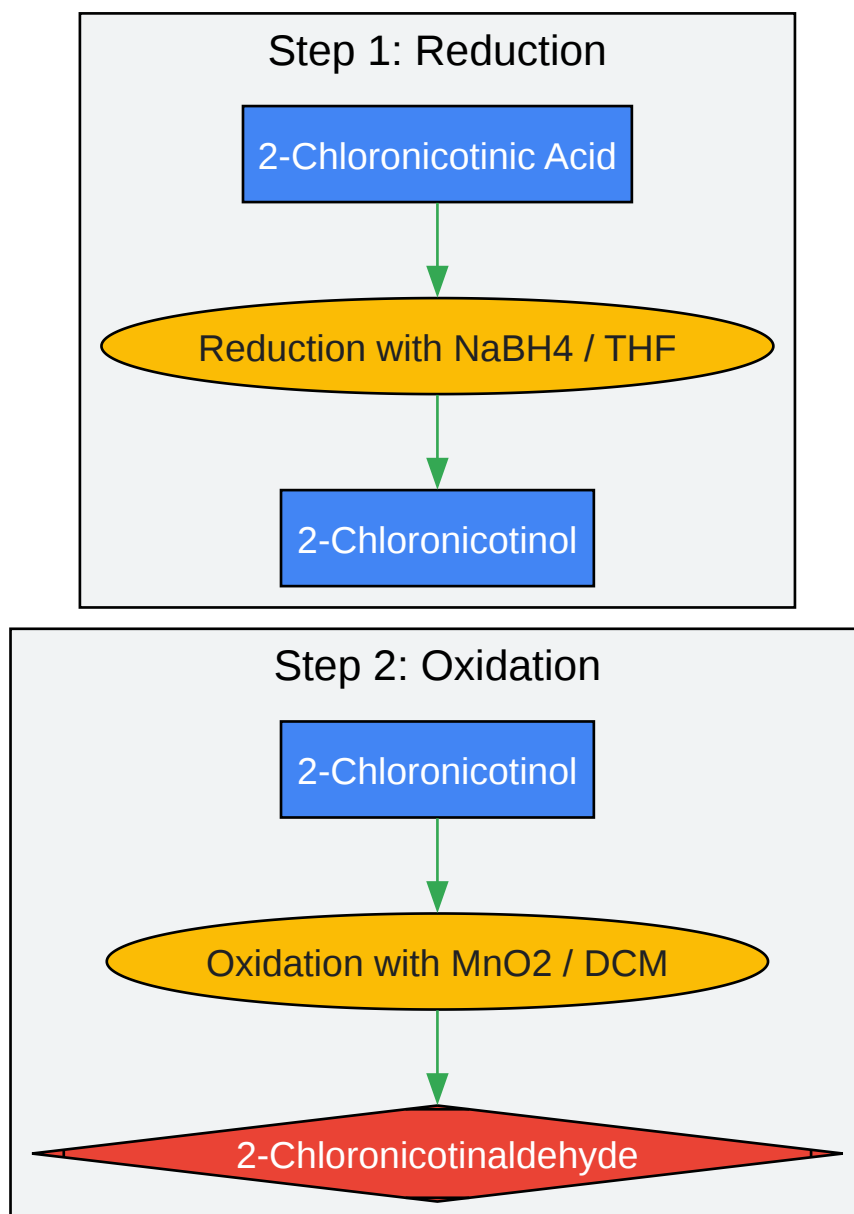 Step 1: Reduction
2-Chloronicotinic Acid
Reduction with NaBH4 / THF
2-Chloronicotinol
Step 2: Oxidation
2-Chloronicotinol
Oxidation with MnO2 / DCM
2-Chloronicotinaldehyde